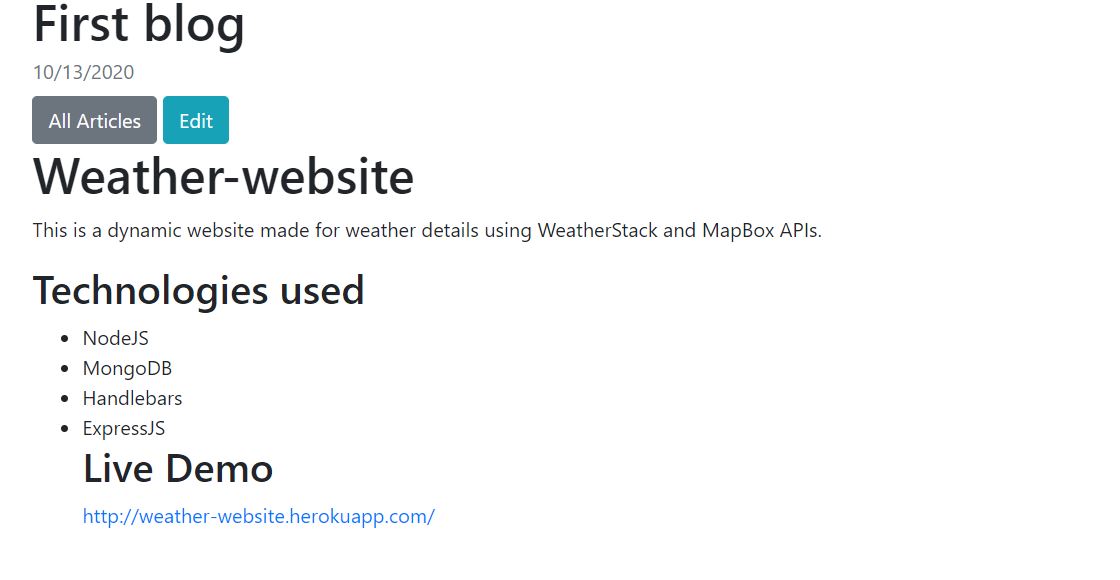 First blog
10/13/2020
All Articles Edit
Weather-website
This is a dynamic website made for weather details using WeatherStack and MapBox APIs.
Technologies used
NodeJS
MongoDB
Handlebars
ExpressJS
Live Demo
http://weather-website.herokuapp.com/